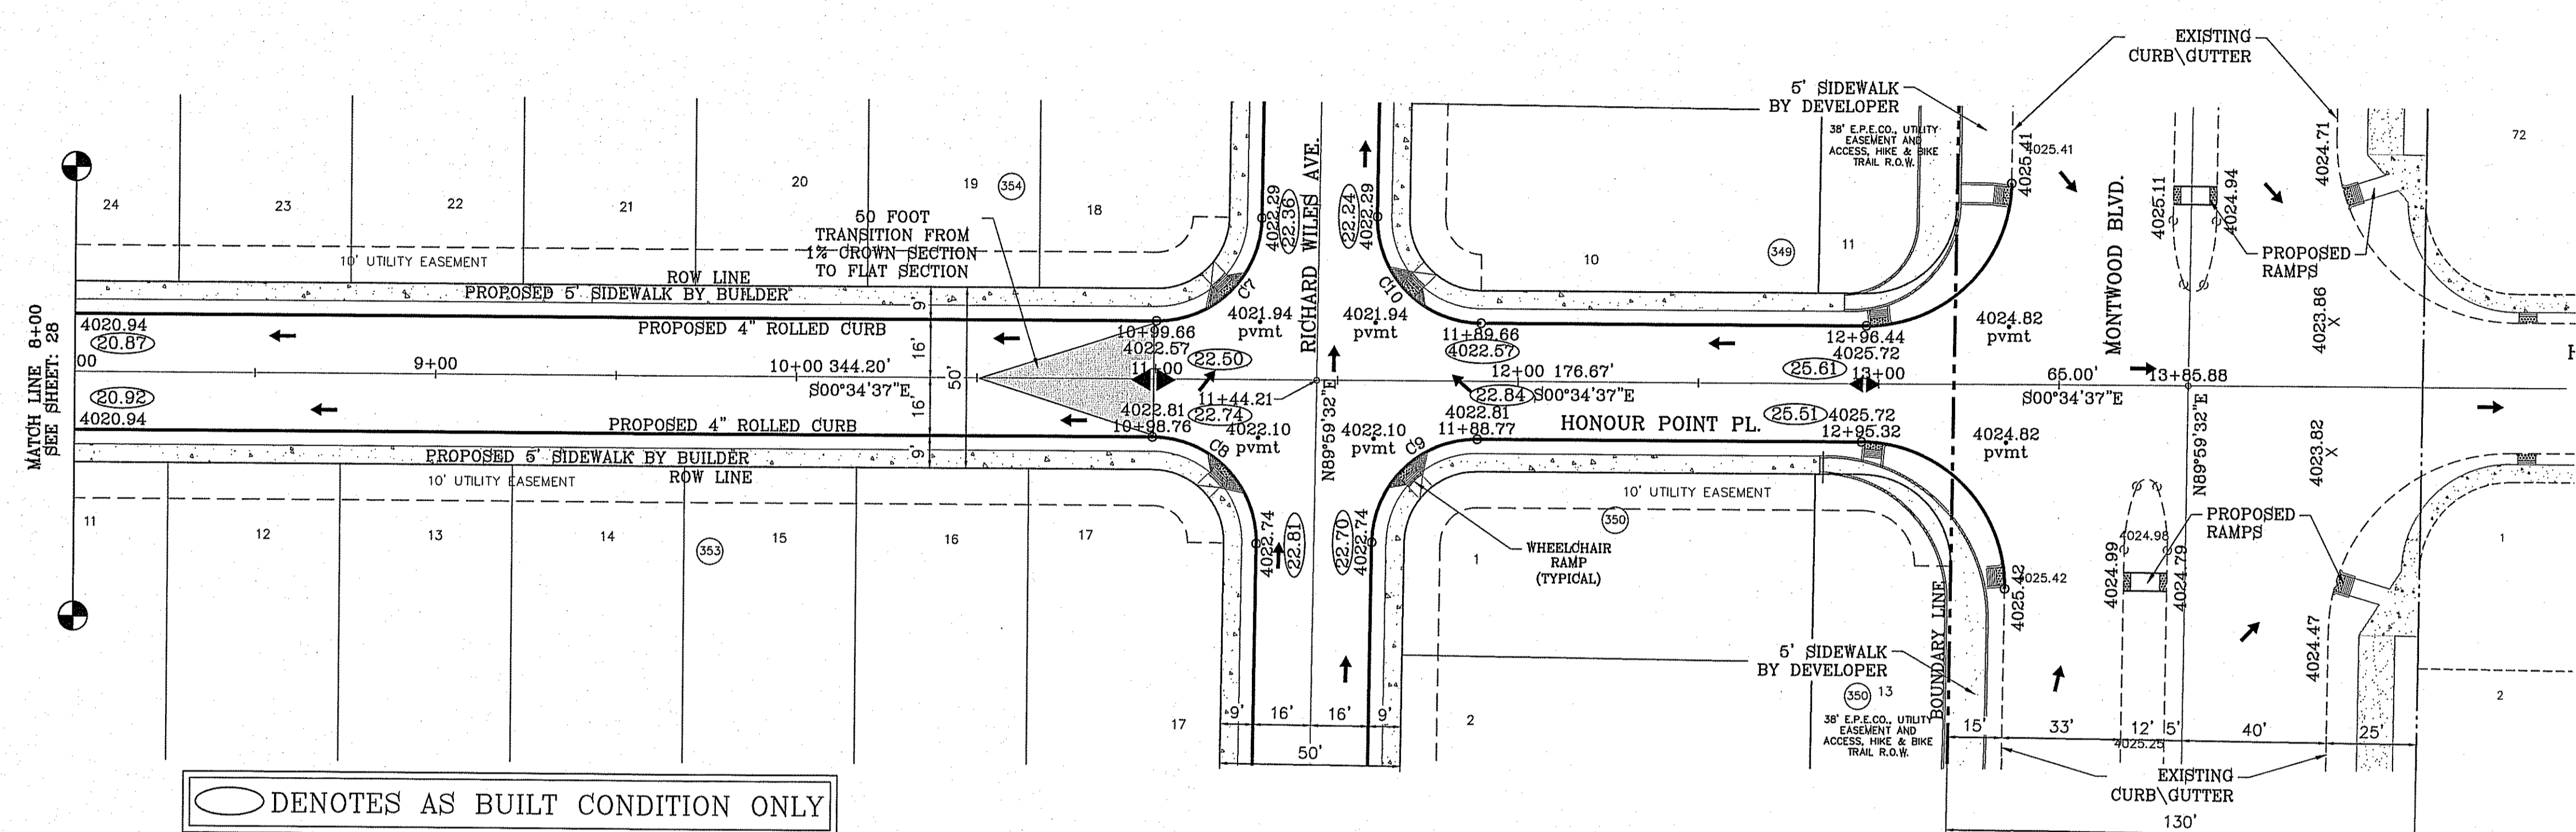 MATCH LINE 8+00
SEE SHEET: 28
24
23
22
21
20
19
354
18
50 FOOT
TRANSITION FROM
1% CROWN SECTION
TO FLAT SECTION
10' UTILITY EASEMENT
ROW LINE
PROPOSED 5' SIDEWALK BY BUILDER
PROPOSED 4" ROLLED CURB
4020.94
20.87
00
9+00
10+00 344.20'
S00°34'37"E
20.92
4020.94
PROPOSED 4" ROLLED CURB
PROPOSED 5' SIDEWALK BY BUILDER
ROW LINE
10' UTILITY EASEMENT
9'
16'
50'
16'
9'
11
12
13
14
15
16
17
353
17
10+99.66
4022.57
11+00
22.50
11+44.21
4022.81
22.74
10+98.76
C7
C8
C9
C10
4022.29
22.36
22.24
4022.29
RICHARD WILES AVE.
4021.94
pvmt
4021.94
pvmt
4022.10
pvmt
4022.10
pvmt
N89°59'32"E
4022.74
22.81
22.70
4022.74
9'
16'
16'
9'
50'
11+89.66
4022.57
12+00 176.67'
22.84
S00°34'37"E
4022.81
11+88.77
HONOUR POINT PL.
10
349
11
350
1
2
10' UTILITY EASEMENT
WHEELCHAIR
RAMP
(TYPICAL)
5' SIDEWALK
BY DEVELOPER
38' E.P.E.CO., UTILITY
EASEMENT AND
ACCESS, HIKE & BIKE
TRAIL R.O.W.
12+96.44
4025.72
25.61
13+00
25.51
4025.72
12+95.32
4024.82
pvmt
4024.82
pvmt
65.00'
S00°34'37"E
13+85.88
EXISTING
CURB\GUTTER
4025.41
4025.41
MONTWOOD BLVD.
4025.11
4024.94
4024.71
PROPOSED
RAMPS
72
4023.86
X
H
N89°59'32"E
4023.82
X
PROPOSED
RAMPS
4024.98
4024.99
4024.79
4025.42
4025.42
4024.47
1
2
BOUNDARY LINE
5' SIDEWALK
BY DEVELOPER
350
13
38' E.P.E.CO., UTILITY
EASEMENT AND
ACCESS, HIKE & BIKE
TRAIL R.O.W.
15'
33'
12'
5'
40'
25'
4025.25
EXISTING
CURB\GUTTER
130'
DENOTES AS BUILT CONDITION ONLY